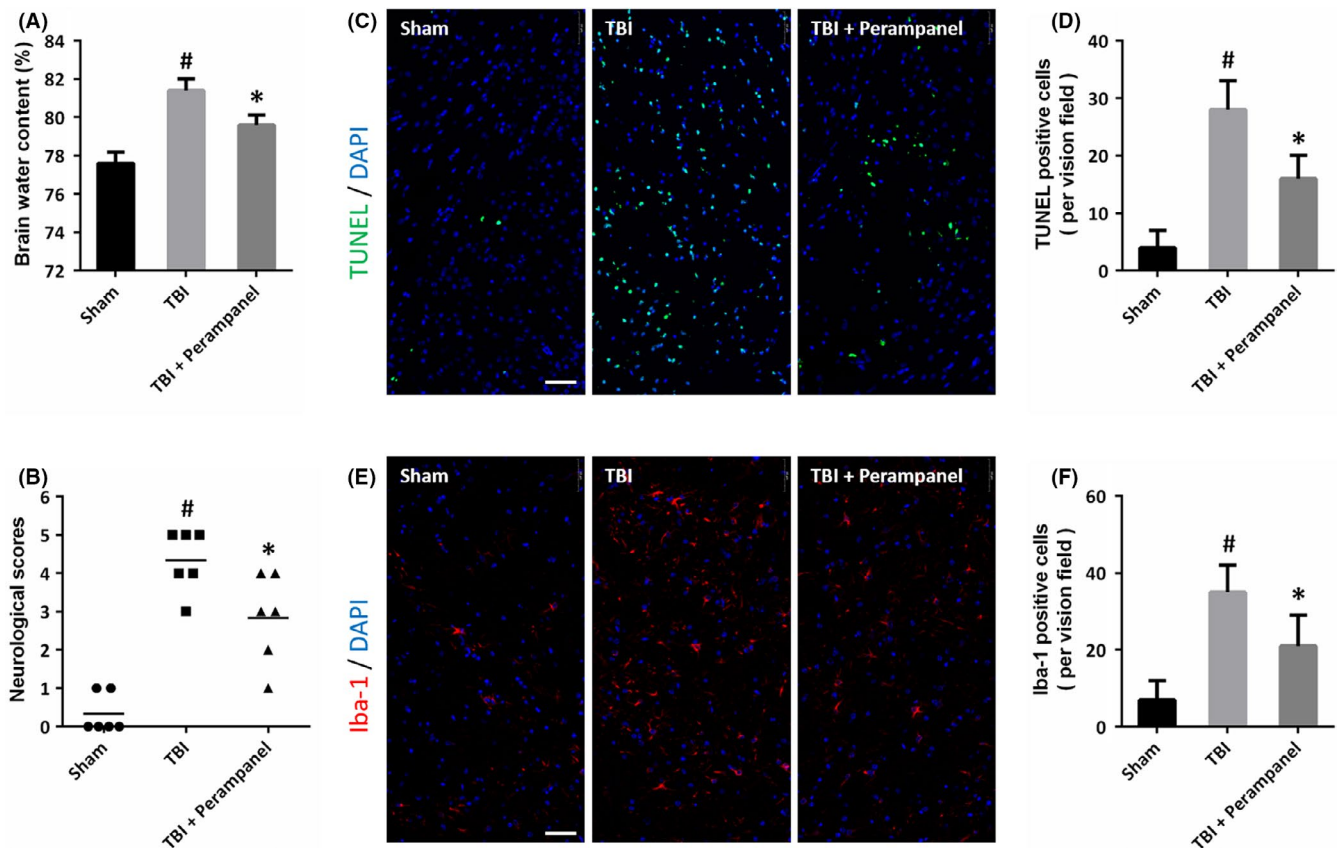 (A)
Brain water content (%)
84
82
80
78
76
74
72
#
*
Sham
TBI
TBI + Perampanel
(C)
TUNEL / DAPI
Sham
TBI
TBI + Perampanel
(D)
TUNEL positive cells
( per vision field )
40
30
20
10
0
#
*
Sham
TBI
TBI + Perampanel
(B)
Neurological scores
6
5
4
3
2
1
0
#
*
Sham
TBI
TBI + Perampanel
(E)
Iba-1 / DAPI
Sham
TBI
TBI + Perampanel
(F)
Iba-1 positive cells
( per vision field )
60
40
20
0
#
*
Sham
TBI
TBI + Perampanel